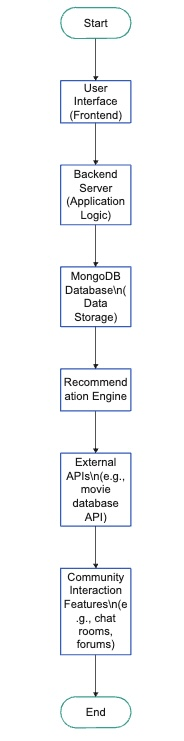 Start
User
Interface
(Frontend)
Backend
Server
(Application
Logic)
MongoDB
Database\n(
Data
Storage)
Recommend
ation Engine
External
APIs\n(e.g.,
movie
database
API)
Community
Interaction
Features\n(e
.g., chat
rooms,
forums)
End